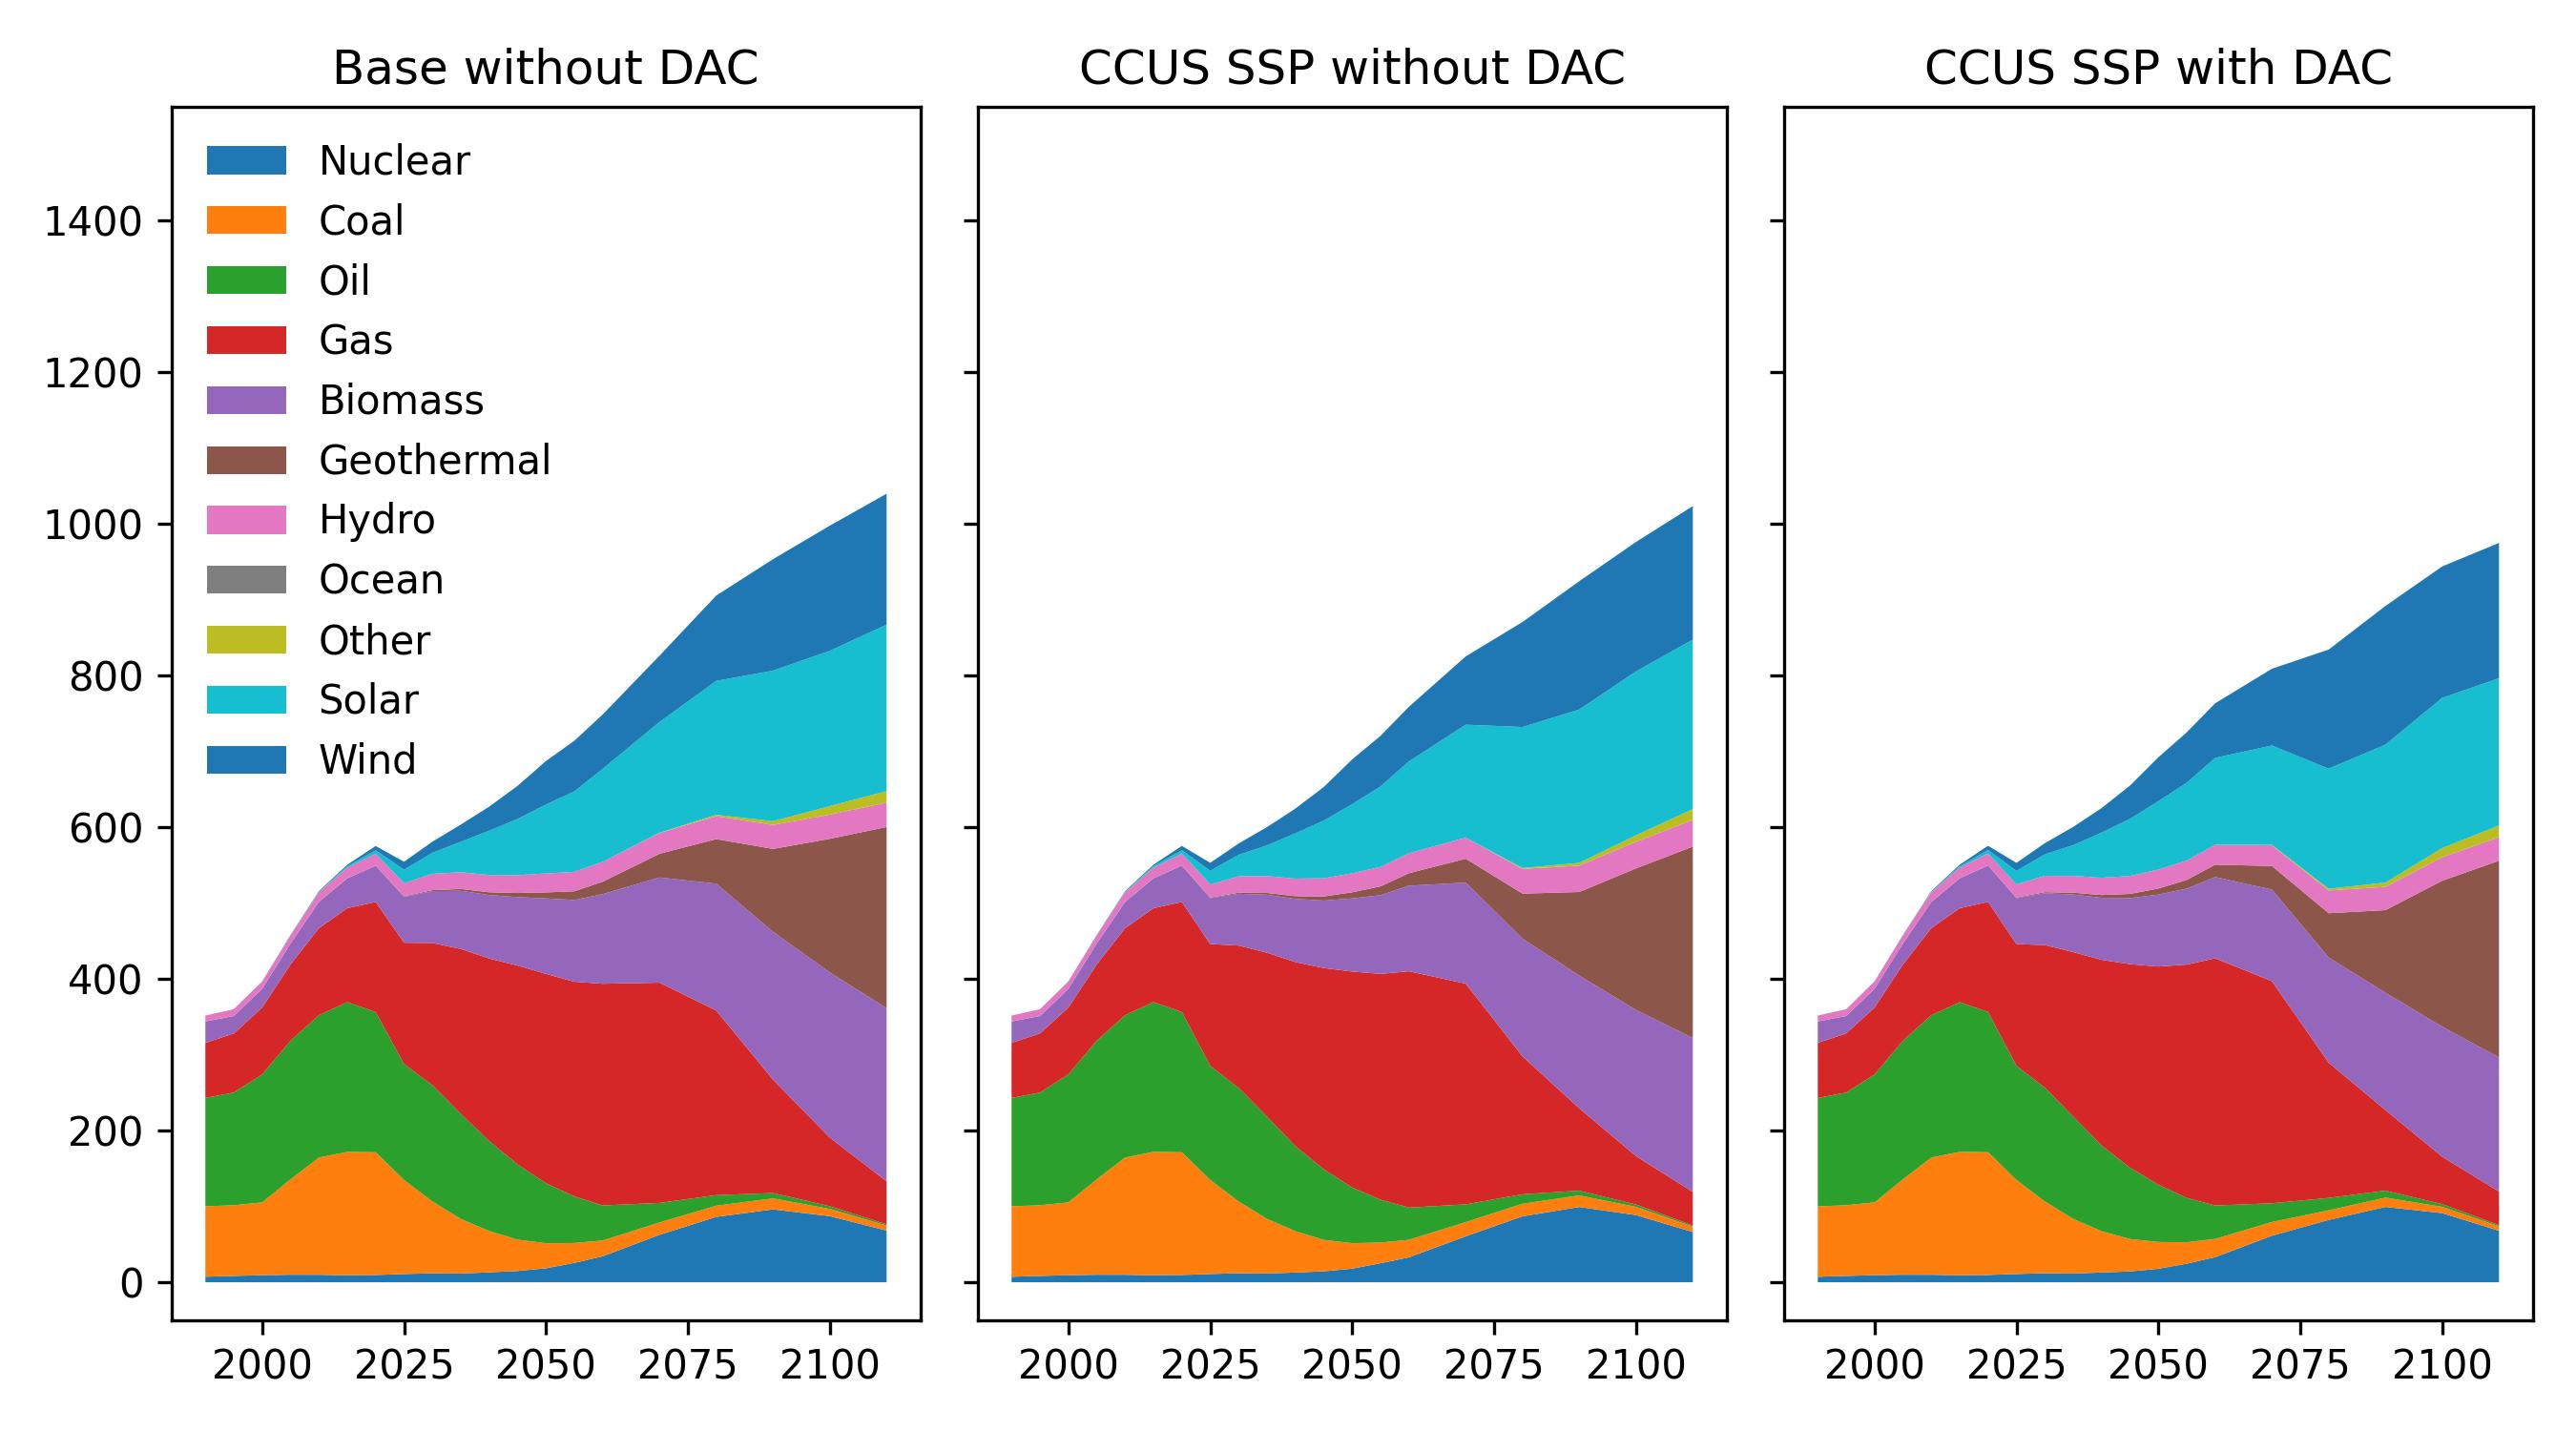 Base without DAC
CCUS SSP without DAC
CCUS SSP with DAC
Nuclear
Coal
Oil
Gas
Biomass
Geothermal
Hydro
Ocean
Other
Solar
Wind
1400
1200
1000
800
600
400
200
0
2000 2025 2050 2075 2100
2000 2025 2050 2075 2100
2000 2025 2050 2075 2100